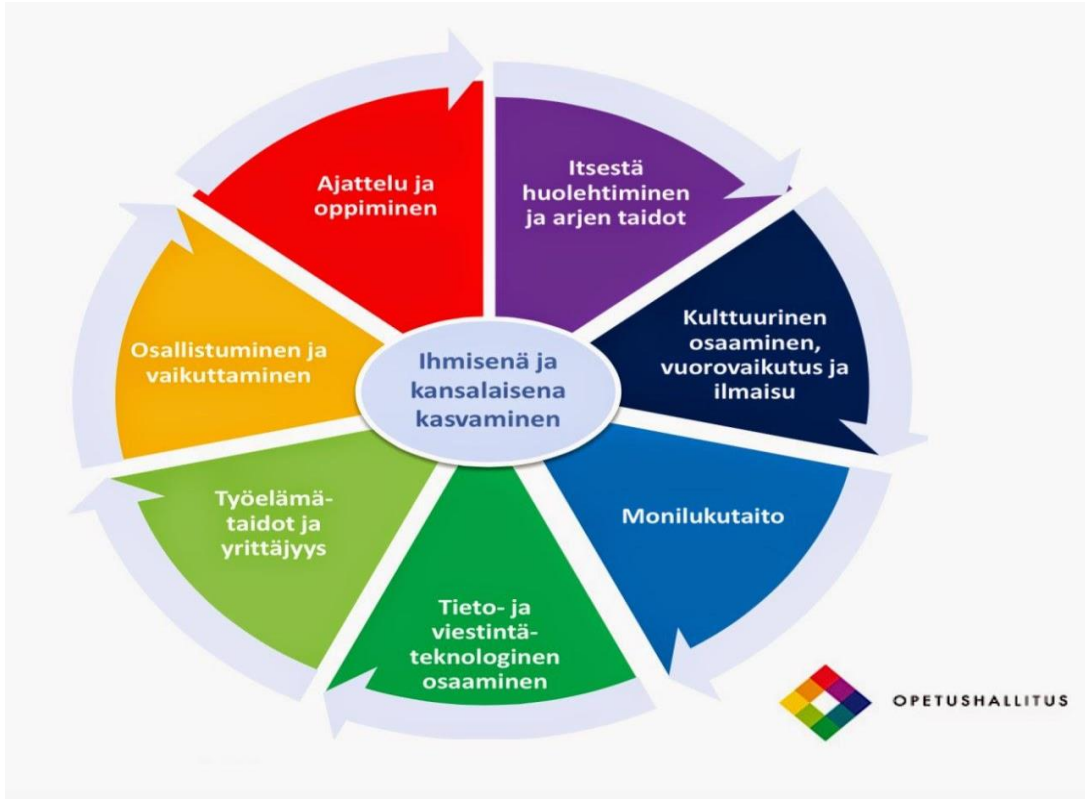 Ajattelu ja
oppiminen
Itsestä
huolehtiminen
ja arjen taidot
Kulttuurinen
osaaminen,
vuorovaikutus ja
ilmaisu
Monilukutaito
Tieto- ja
viestintä-
teknologinen
osaaminen
Työelämä-
taidot ja
yrittäjyys
Osallistuminen ja
vaikuttaminen
Ihmisenä ja
kansalaisena
kasvaminen
OPETUSHALLITUS